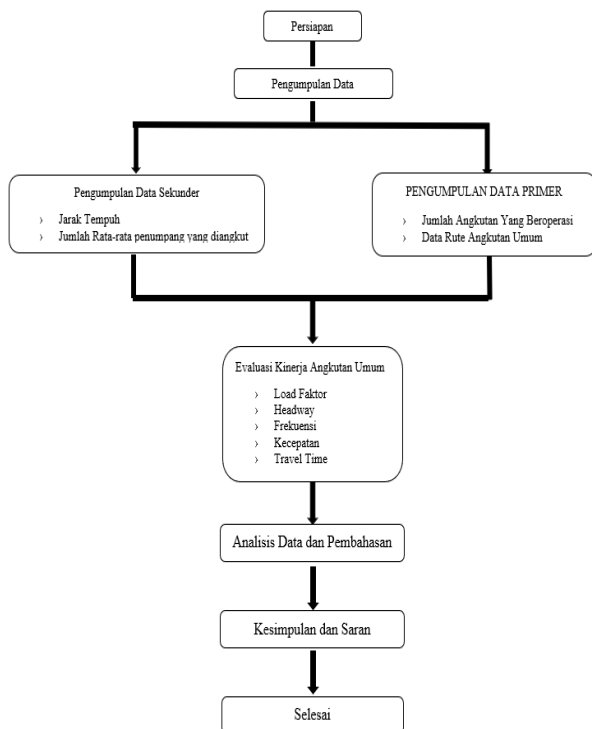 Persiapan
Pengumpulan Data
Pengumpulan Data Sekunder
› Jarak Tempuh
› Jumlah Rata-rata penumpang yang diangkut
PENGUMPULAN DATA PRIMER
› Jumlah Angkutan Yang Beroperasi
› Data Rute Angkutan Umum
Evaluasi Kinerja Angkutan Umum
› Load Faktor
› Headway
› Frekuensi
› Kecepatan
› Travel Time
Analisis Data dan Pembahasan
Kesimpulan dan Saran
Selesai